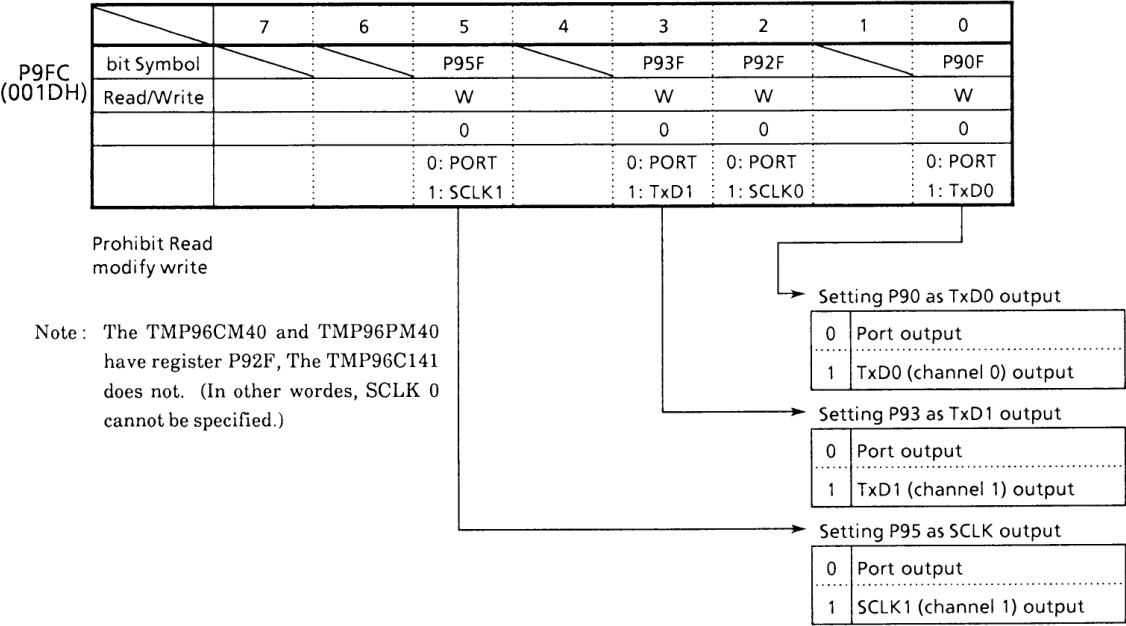 7 6 5 4 3 2 1 0
P9FC
(001DH)
bit Symbol P95F P93F P92F P90F
Read/Write W W W W
0 0 0 0
0: PORT 0: PORT 0: PORT 0: PORT
1: SCLK1 1: TxD1 1: SCLK0 1: TxD0
Prohibit Read
modify write
Note : The TMP96CM40 and TMP96PM40
have register P92F, The TMP96C141
does not. (In other wordes, SCLK 0
cannot be specified.)
Setting P90 as TxD0 output
0 Port output
1 TxD0 (channel 0) output
Setting P93 as TxD1 output
0 Port output
1 TxD1 (channel 1) output
Setting P95 as SCLK output
0 Port output
1 SCLK1 (channel 1) output